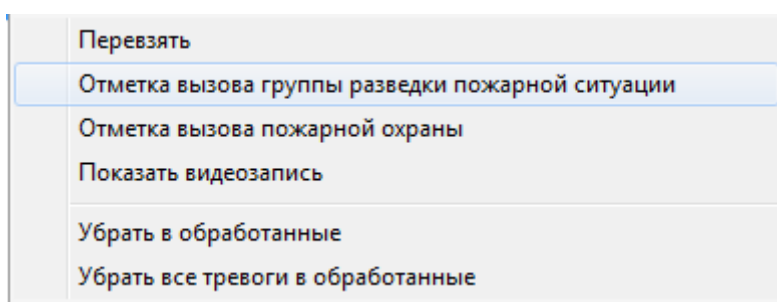 Перевзять
Отметка вызова группы разведки пожарной ситуации
Отметка вызова пожарной охраны
Показать видеозапись
Убрать в обработанные
Убрать все тревоги в обработанные